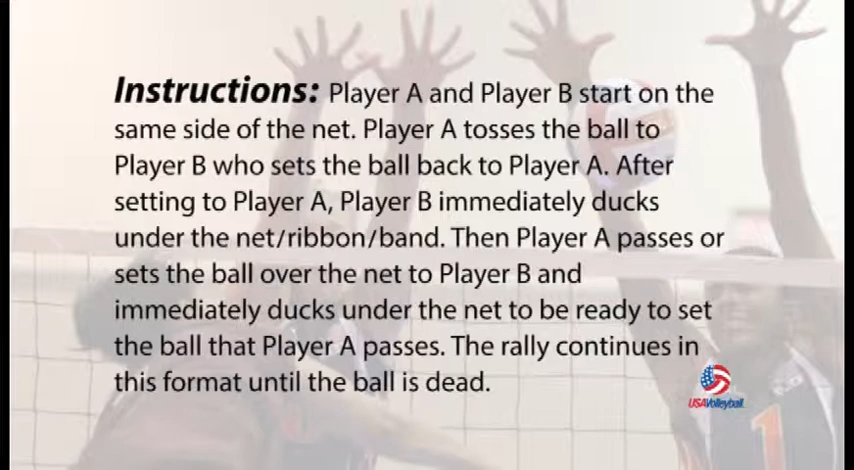 Instructions: Player A and Player B start on the
same side of the net. Player A tosses the ball to
Player B who sets the ball back to Player A. After
setting to Player A, Player B immediately ducks
under the net/ribbon/band. Then Player A passes or
sets the ball over the net to Player B and
immediately ducks under the net to be ready to set
the ball that Player A passes. The rally continues in
this format until the ball is dead.
USAVolleyball
1